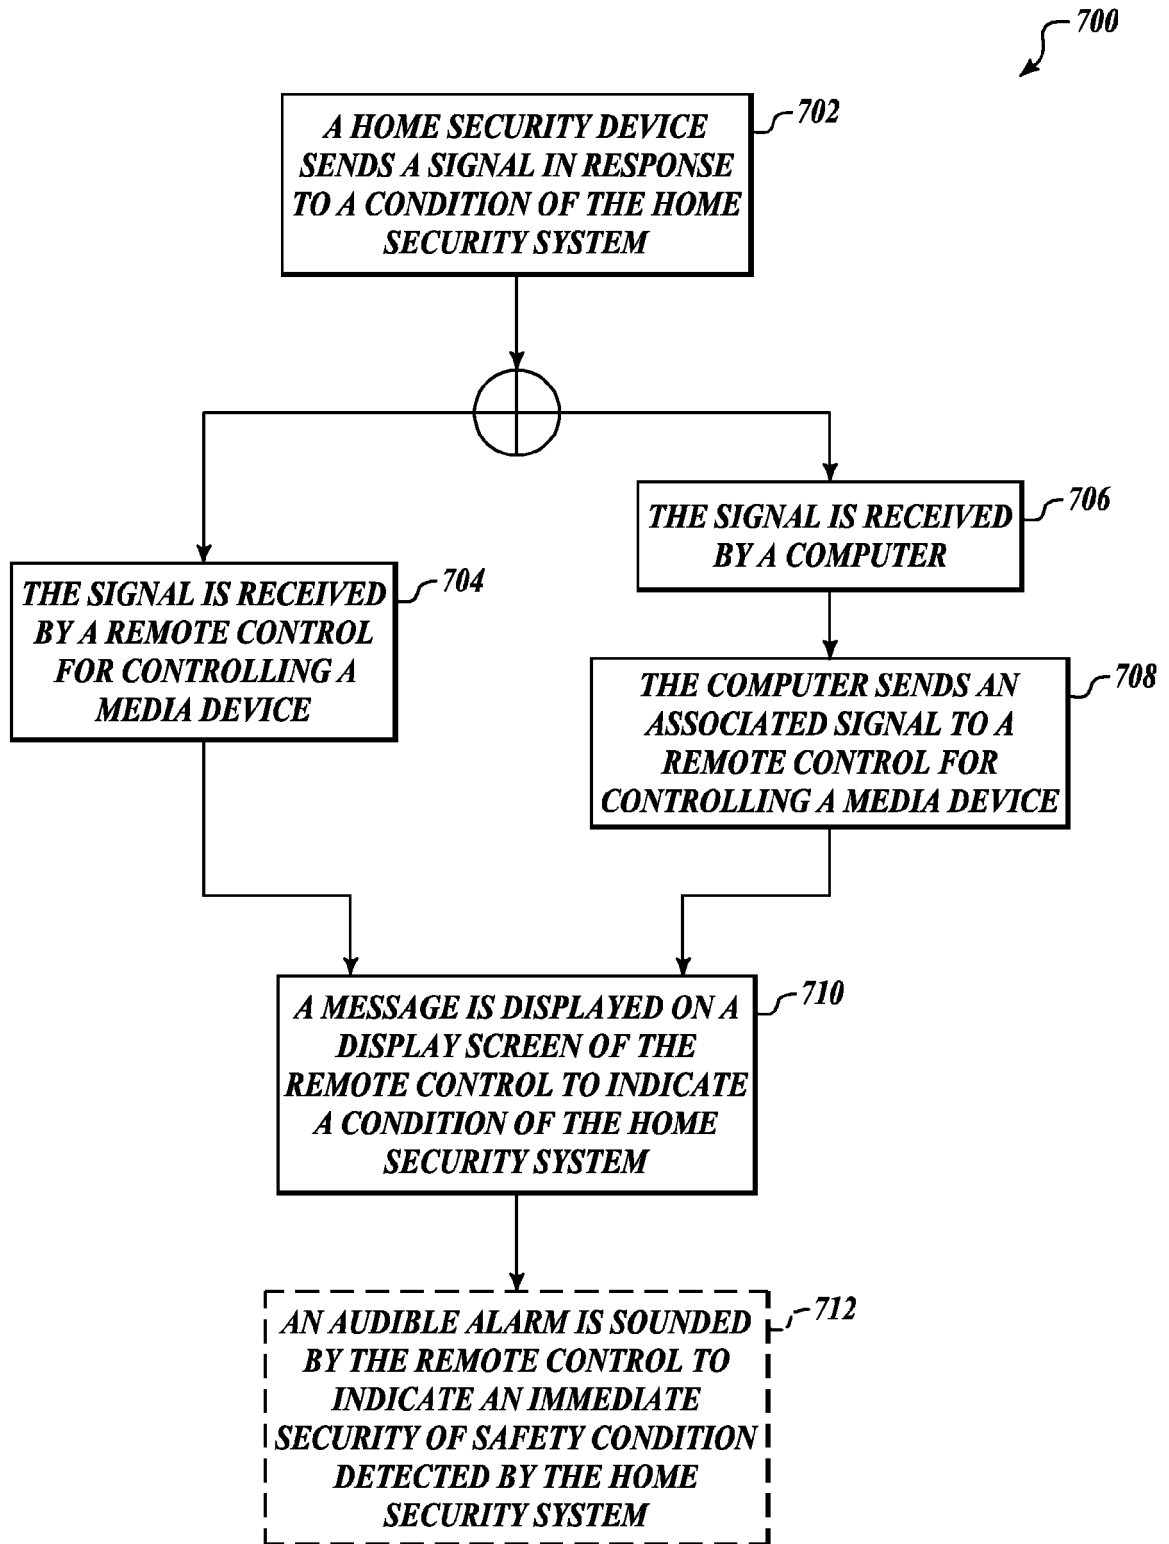 700
A HOME SECURITY DEVICE
SENDS A SIGNAL IN RESPONSE
TO A CONDITION OF THE HOME
SECURITY SYSTEM
702
THE SIGNAL IS RECEIVED
BY A REMOTE CONTROL
FOR CONTROLLING A
MEDIA DEVICE
704
THE SIGNAL IS RECEIVED
BY A COMPUTER
706
THE COMPUTER SENDS AN
ASSOCIATED SIGNAL TO A
REMOTE CONTROL FOR
CONTROLLING A MEDIA DEVICE
708
A MESSAGE IS DISPLAYED ON A
DISPLAY SCREEN OF THE
REMOTE CONTROL TO INDICATE
A CONDITION OF THE HOME
SECURITY SYSTEM
710
AN AUDIBLE ALARM IS SOUNDED
BY THE REMOTE CONTROL TO
INDICATE AN IMMEDIATE
SECURITY OF SAFETY CONDITION
DETECTED BY THE HOME
SECURITY SYSTEM
712